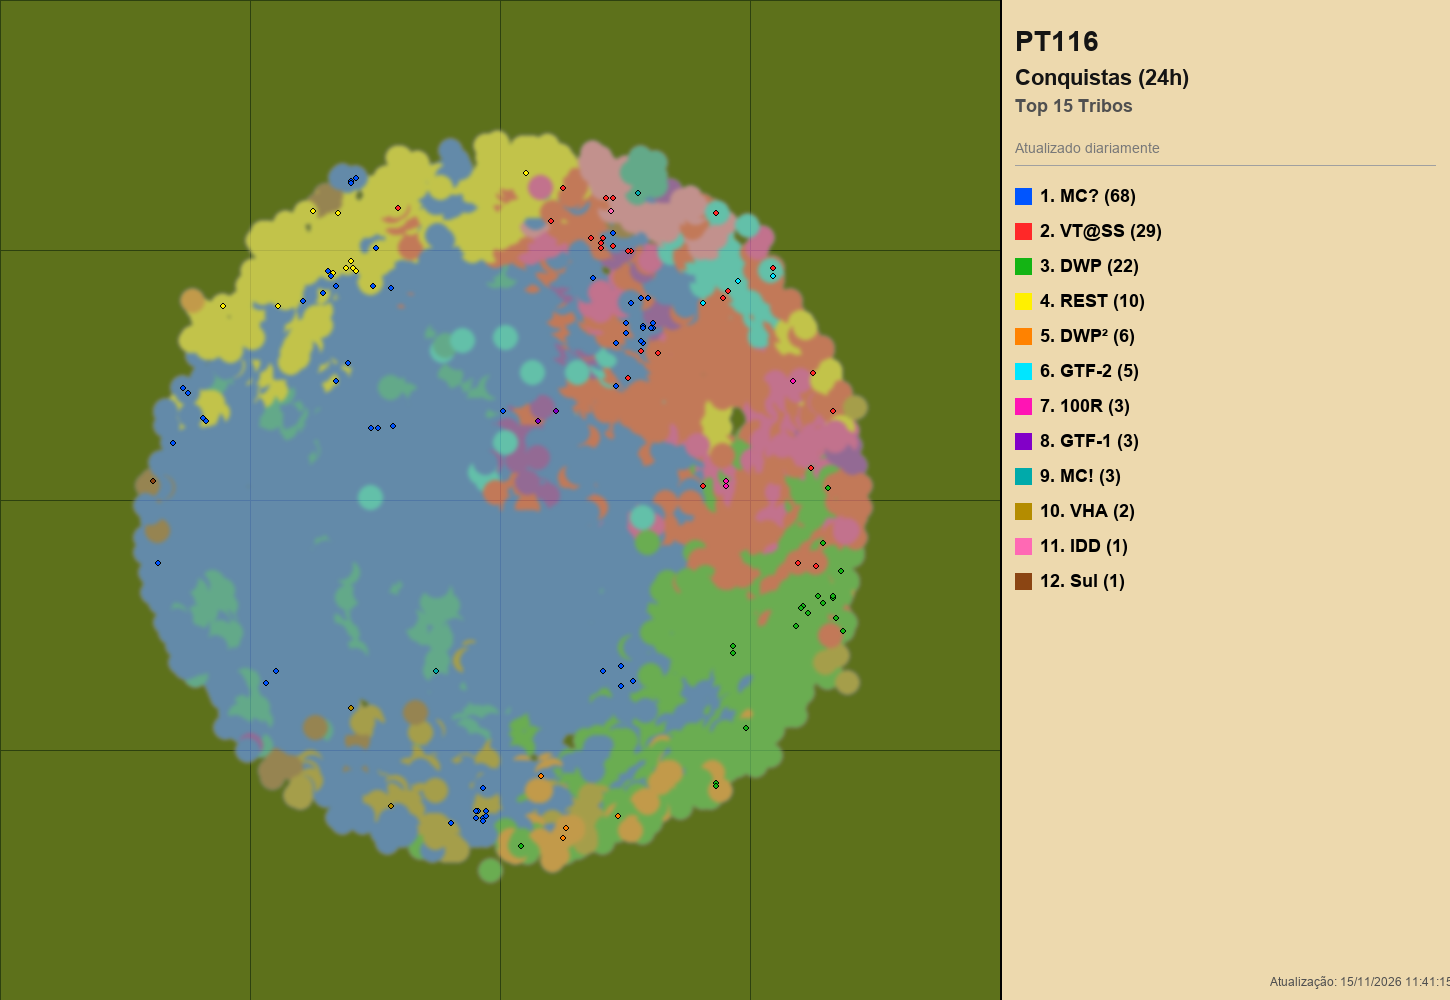 PT116
Conquistas (24h)
Top 15 Tribos
Atualizado diariamente
1. MC? (68)
2. VT@SS (29)
3. DWP (22)
4. REST (10)
5. DWP² (6)
6. GTF-2 (5)
7. 100R (3)
8. GTF-1 (3)
9. MC! (3)
10. VHA (2)
11. IDD (1)
12. Sul (1)
Atualização: 15/11/2026 11:41:15